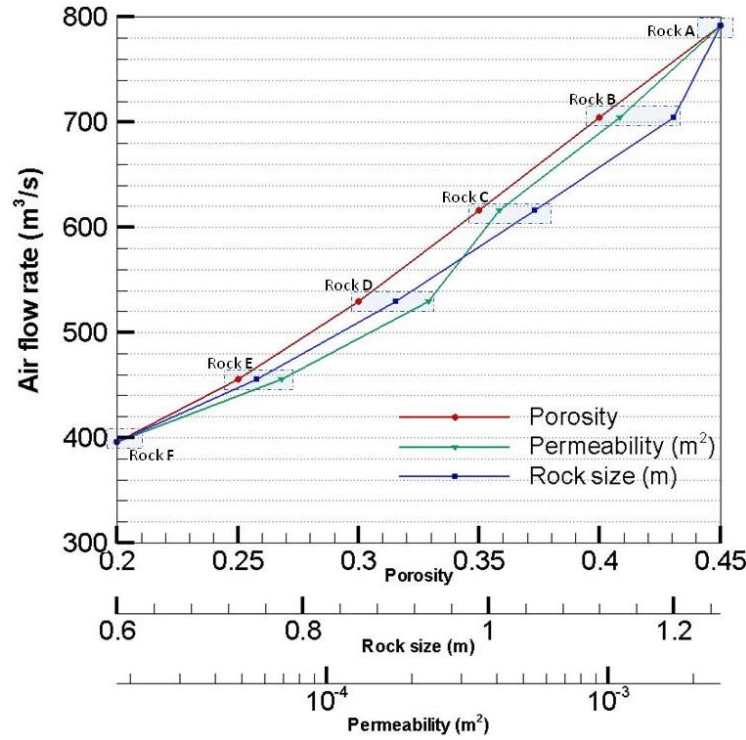 Air flow rate (m³/s)
800
700
600
500
400
300
Rock A
Rock B
Rock C
Rock D
Rock E
Rock F
Porosity
Permeability (m²)
Rock size (m)
0.2 0.25 0.3 0.35 0.4 0.45
Porosity
0.6 0.8 1 1.2
Rock size (m)
10⁻⁴ 10⁻³
Permeability (m²)